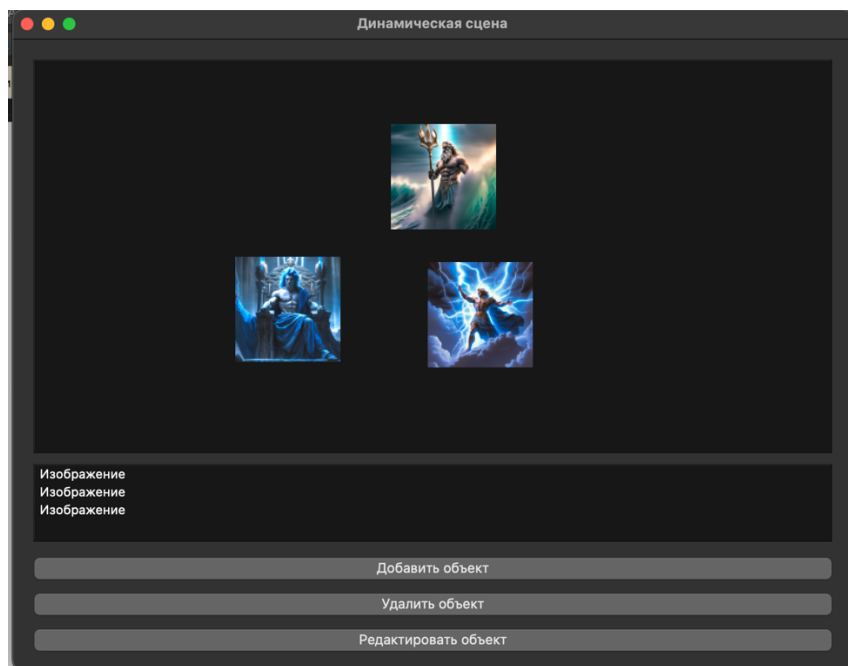 Динамическая сцена
Изображение
Изображение
Изображение
Добавить объект
Удалить объект
Редактировать объект